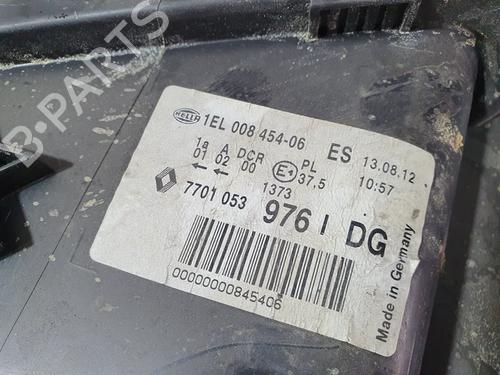 B-PARTS
HELLA 1EL 008 454-06 ES 13.08.12
1a A DCR E1 PL 10:57
01 02 00 37,5
← ← 1373
7701 053 976 I DG
00000000845406
Made in Germany